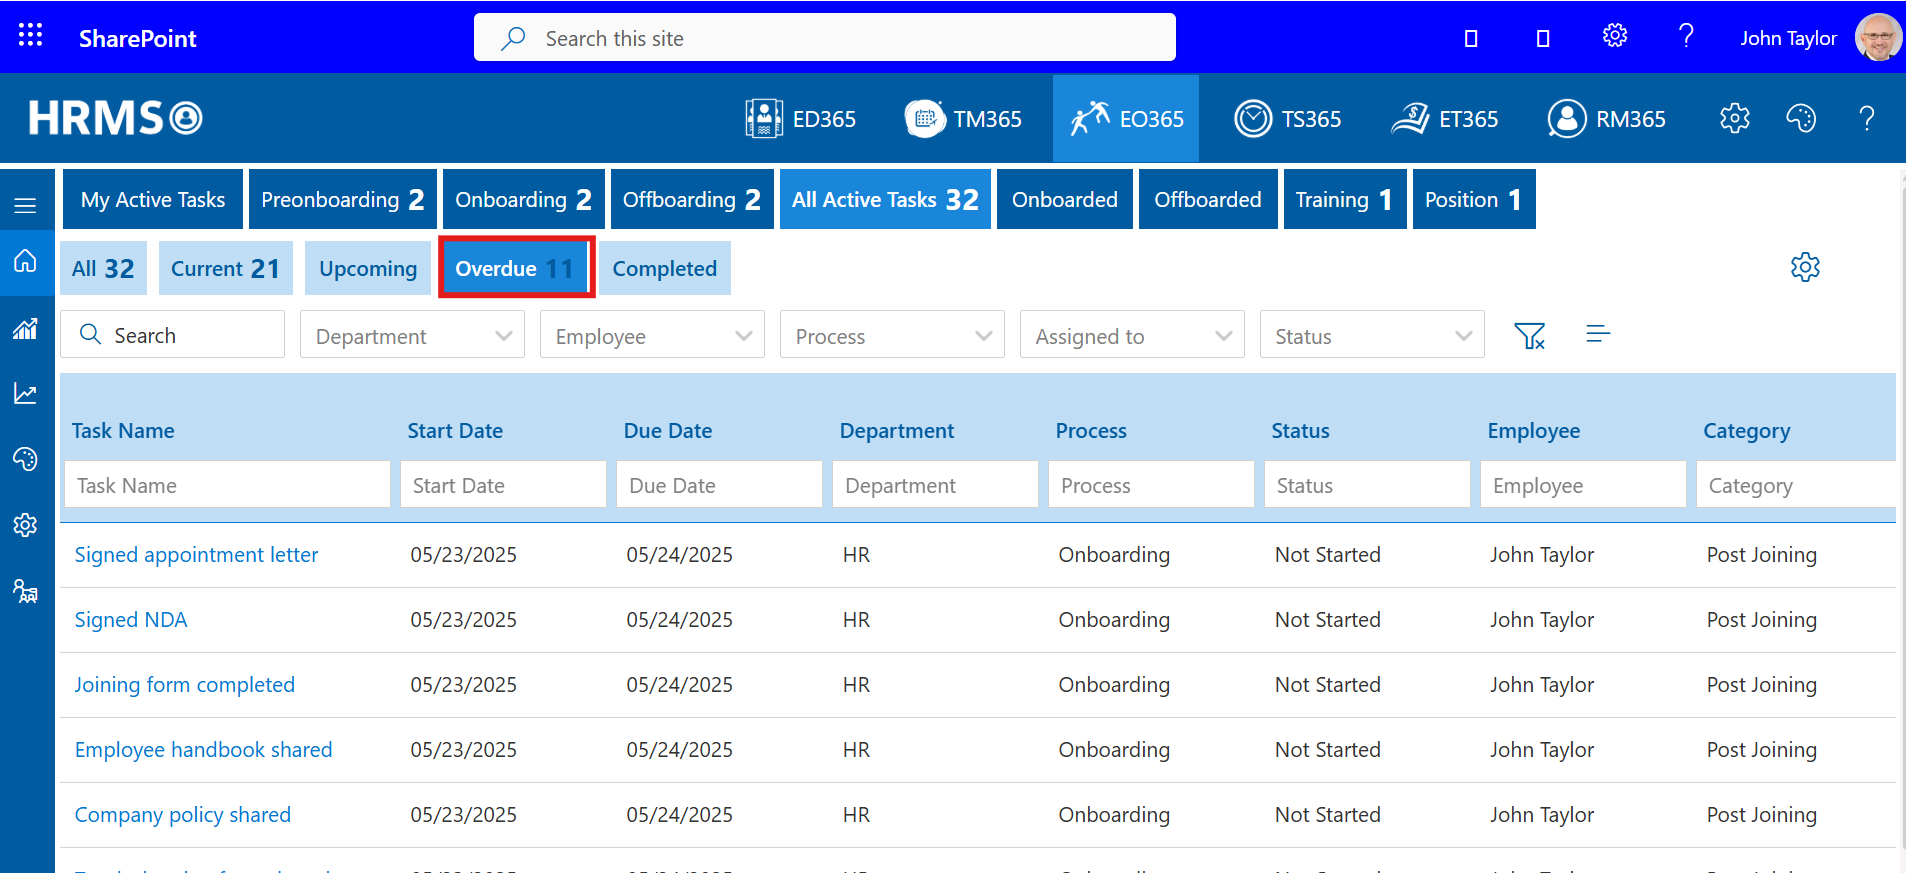 SharePoint
Search this site
John Taylor
HRMS
ED365
TM365
EO365
TS365
ET365
RM365
My Active Tasks
Preonboarding 2
Onboarding 2
Offboarding 2
All Active Tasks 32
Onboarded
Offboarded
Training 1
Position 1
All 32
Current 21
Upcoming
Overdue 11
Completed
Search
Department
Employee
Process
Assigned to
Status
Task Name Start Date Due Date Department Process Status Employee Category
Task Name Start Date Due Date Department Process Status Employee Category
Signed appointment letter 05/23/2025 05/24/2025 HR Onboarding Not Started John Taylor Post Joining
Signed NDA 05/23/2025 05/24/2025 HR Onboarding Not Started John Taylor Post Joining
Joining form completed 05/23/2025 05/24/2025 HR Onboarding Not Started John Taylor Post Joining
Employee handbook shared 05/23/2025 05/24/2025 HR Onboarding Not Started John Taylor Post Joining
Company policy shared 05/23/2025 05/24/2025 HR Onboarding Not Started John Taylor Post Joining